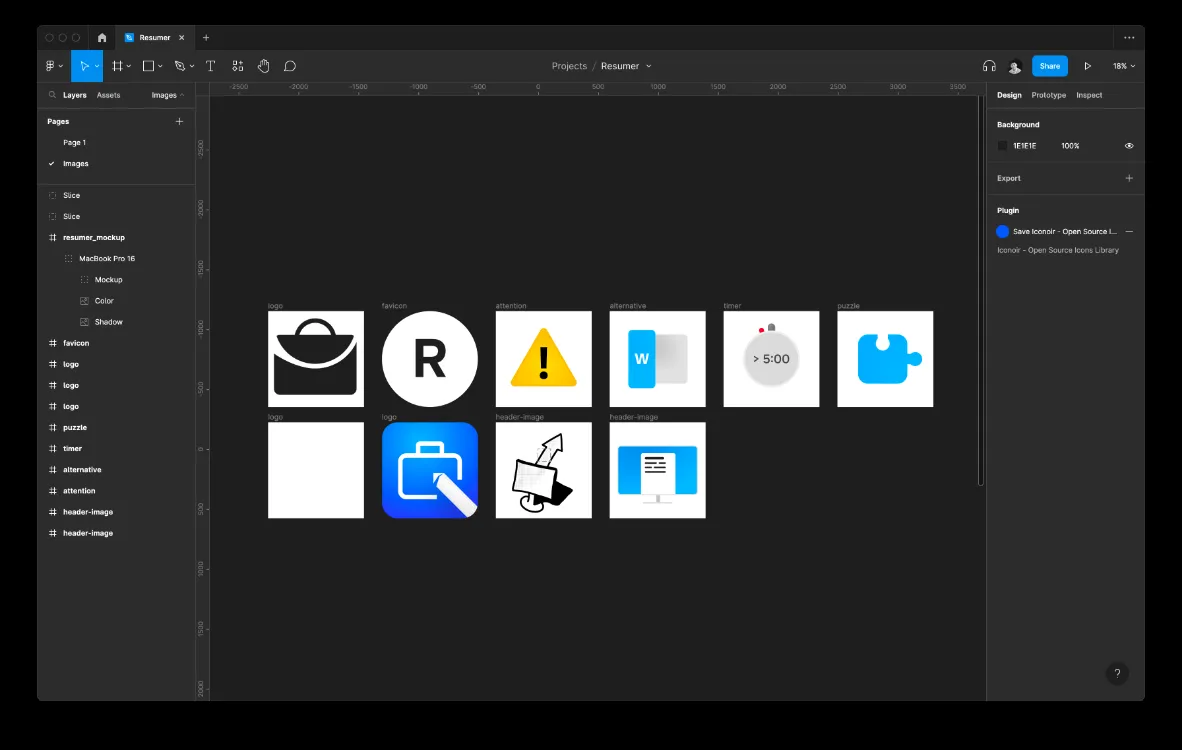 Resumer
Projects / Resumer
Share
18%
Layers
Assets
Images
Pages
Page 1
Images
Slice
Slice
resumer_mockup
MacBook Pro 16
Mockup
Color
Shadow
favicon
logo
logo
logo
puzzle
timer
alternative
attention
header-image
header-image
-2500
-2000
-1500
-1000
-500
0
500
1000
1500
2000
2500
3000
3500
-2500
-2000
-1500
-1000
-500
0
500
1000
1500
2000
logo
favicon
attention
alternative
timer
puzzle
R
!
W
> 5:00
logo
logo
header-image
header-image
Design
Prototype
Inspect
Background
1E1E1E
100%
Export
Plugin
Save Iconoir - Open Source I...
Iconoir - Open Source Icons Library
?